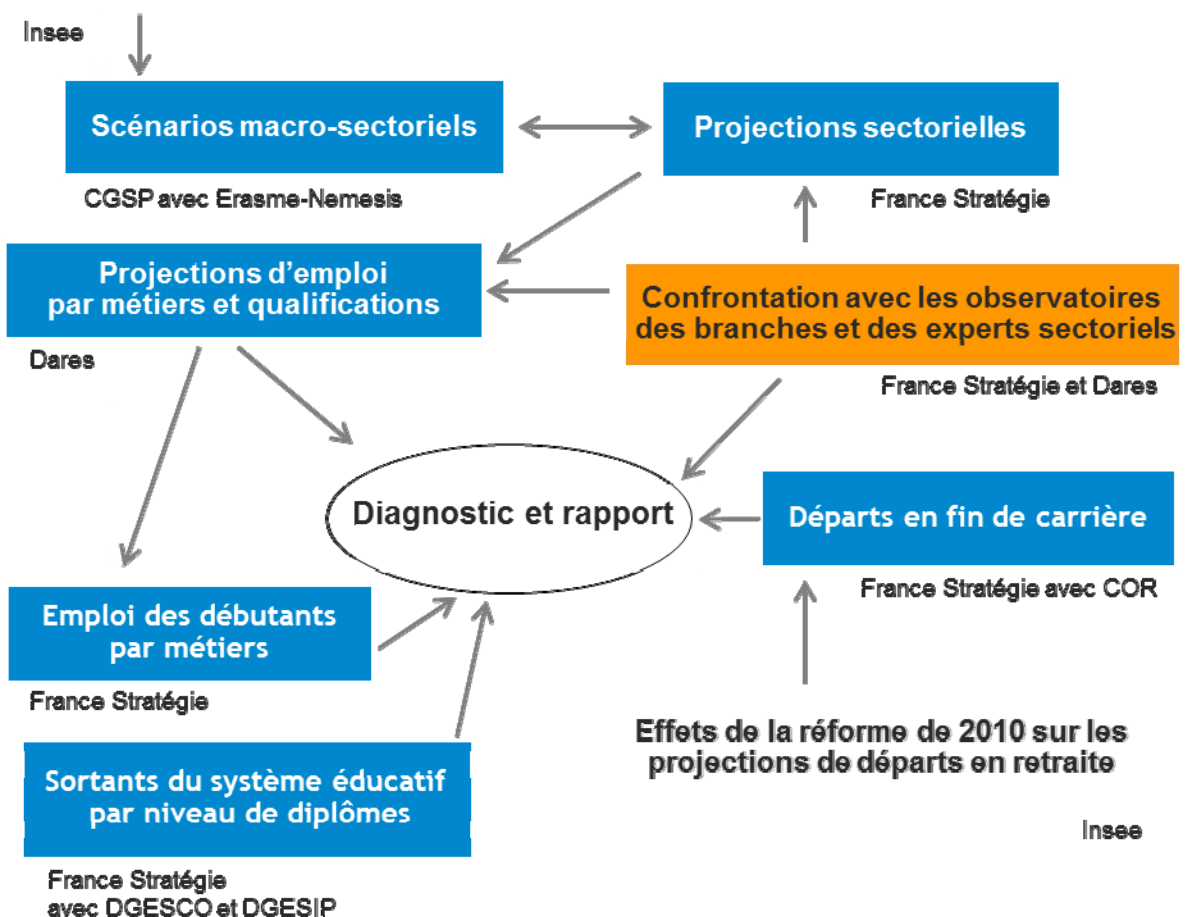 Insee
Scénarios macro-sectoriels
CGSP avec Erasme-Nemesis
Projections sectorielles
France Stratégie
Projections d'emploi
par métiers et qualifications
Dares
Confrontation avec les observatoires
des branches et des experts sectoriels
France Stratégie et Dares
Diagnostic et rapport
Départs en fin de carrière
France Stratégie avec COR
Emploi des débutants
par métiers
France Stratégie
Effets de la réforme de 2010 sur les
projections de départs en retraite
Insee
Sortants du système éducatif
par niveau de diplômes
France Stratégie
avec DGESCO et DGESIP